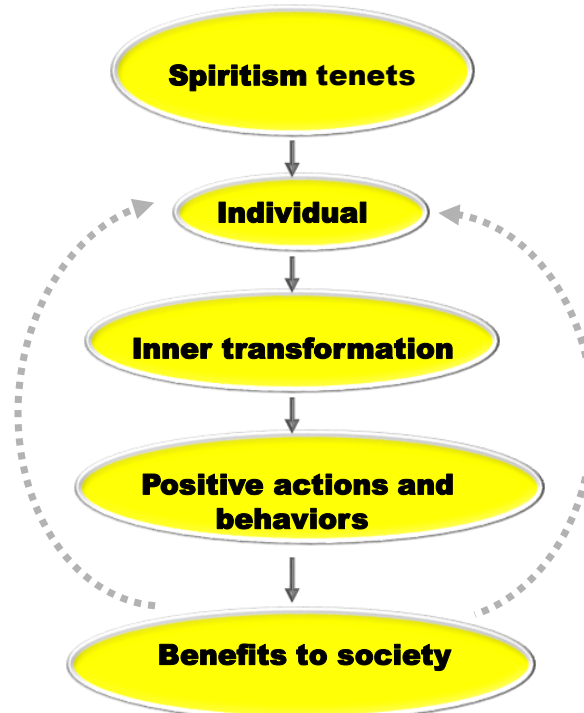 Spiritism tenets
Individual
Inner transformation
Positive actions and
behaviors
Benefits to society